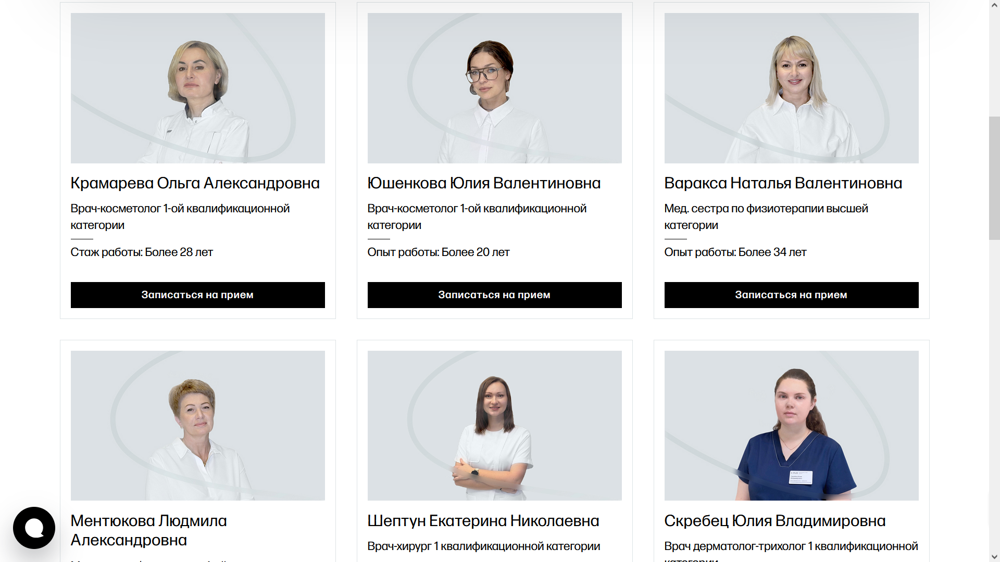 Крамарева Ольга Александровна
Врач-косметолог 1-ой квалификационной
категории
Стаж работы: Более 28 лет
Записаться на прием
Юшенкова Юлия Валентиновна
Врач-косметолог 1-ой квалификационной
категории
Опыт работы: Более 20 лет
Записаться на прием
Варакса Наталья Валентиновна
Мед. сестра по физиотерапии высшей
категории
Опыт работы: Более 34 лет
Записаться на прием
Ментюкова Людмила
Александровна
Шептун Екатерина Николаевна
Врач-хирург 1 квалификационной категории
Скребец Юлия Владимировна
Врач дерматолог-трихолог 1 квалификационной
категории